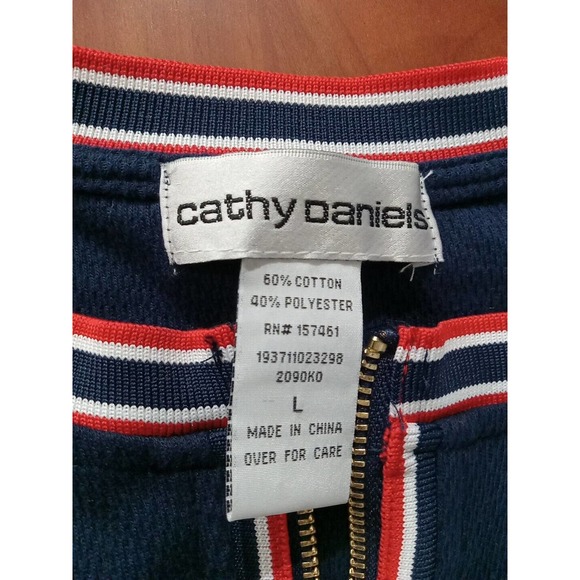 cathy Daniels
60% COTTON
40% POLYESTER
RN# 157461
193711023298
2090KO
L
MADE IN CHINA
OVER FOR CARE